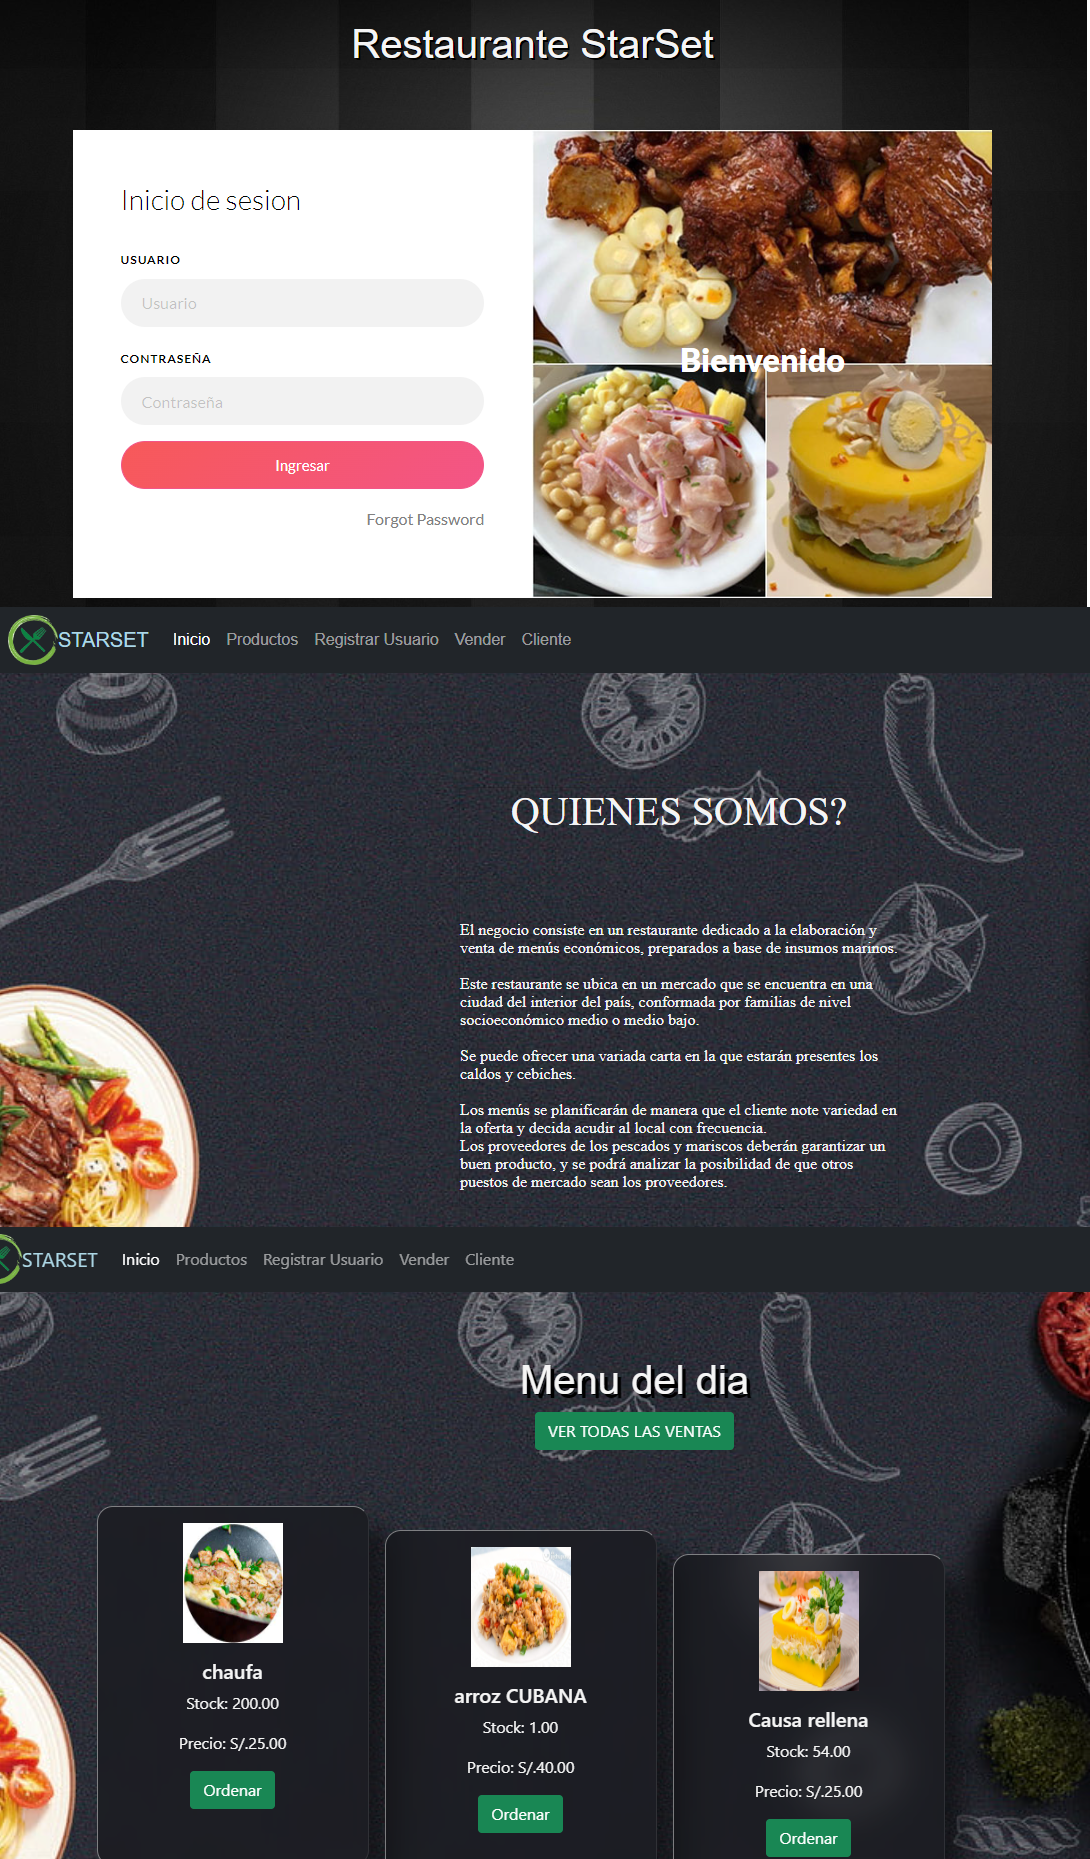 Restaurante StarSet
Inicio de sesion
USUARIO
Usuario
CONTRASEÑA
Contraseña
Ingresar
Forgot Password
Bienvenido
STARSET Inicio Productos Registrar Usuario Vender Cliente
QUIENES SOMOS?
El negocio consiste en un restaurante dedicado a la elaboración y
venta de menús económicos, preparados a base de insumos marinos.
Este restaurante se ubica en un mercado que se encuentra en una
ciudad del interior del país, conformada por familias de nivel
socioeconómico medio o medio bajo.
Se puede ofrecer una variada carta en la que estarán presentes los
caldos y cebiches.
Los menús se planificarán de manera que el cliente note variedad en
la oferta y decida acudir al local con frecuencia.
Los proveedores de los pescados y mariscos deberán garantizar un
buen producto, y se podrá analizar la posibilidad de que otros
puestos de mercado sean los proveedores.
STARSET Inicio Productos Registrar Usuario Vender Cliente
Menu del dia
VER TODAS LAS VENTAS
chaufa
Stock: 200.00
Precio: S/.25.00
Ordenar
arroz CUBANA
Stock: 1.00
Precio: S/.40.00
Ordenar
Causa rellena
Stock: 54.00
Precio: S/.25.00
Ordenar